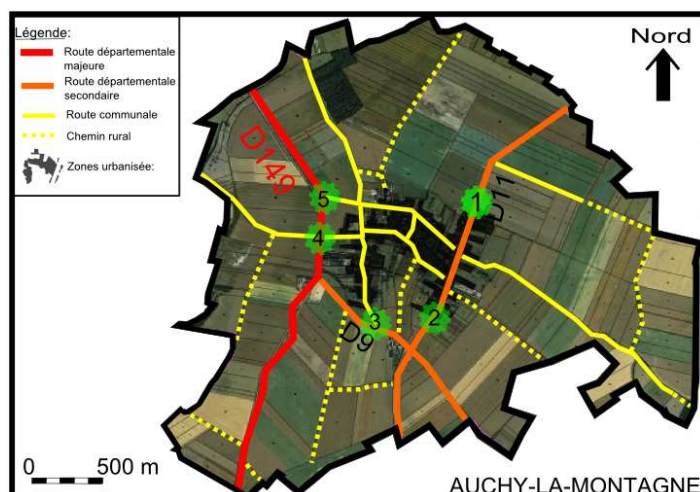 Légende:
Route départementale
majeure
Route départementale
secondaire
Route communale
Chemin rural
Zones urbanisée:
Nord
D149
5
4
1
D11
2
3
D9
0 500 m
AUCHY-LA-MONTAGNE